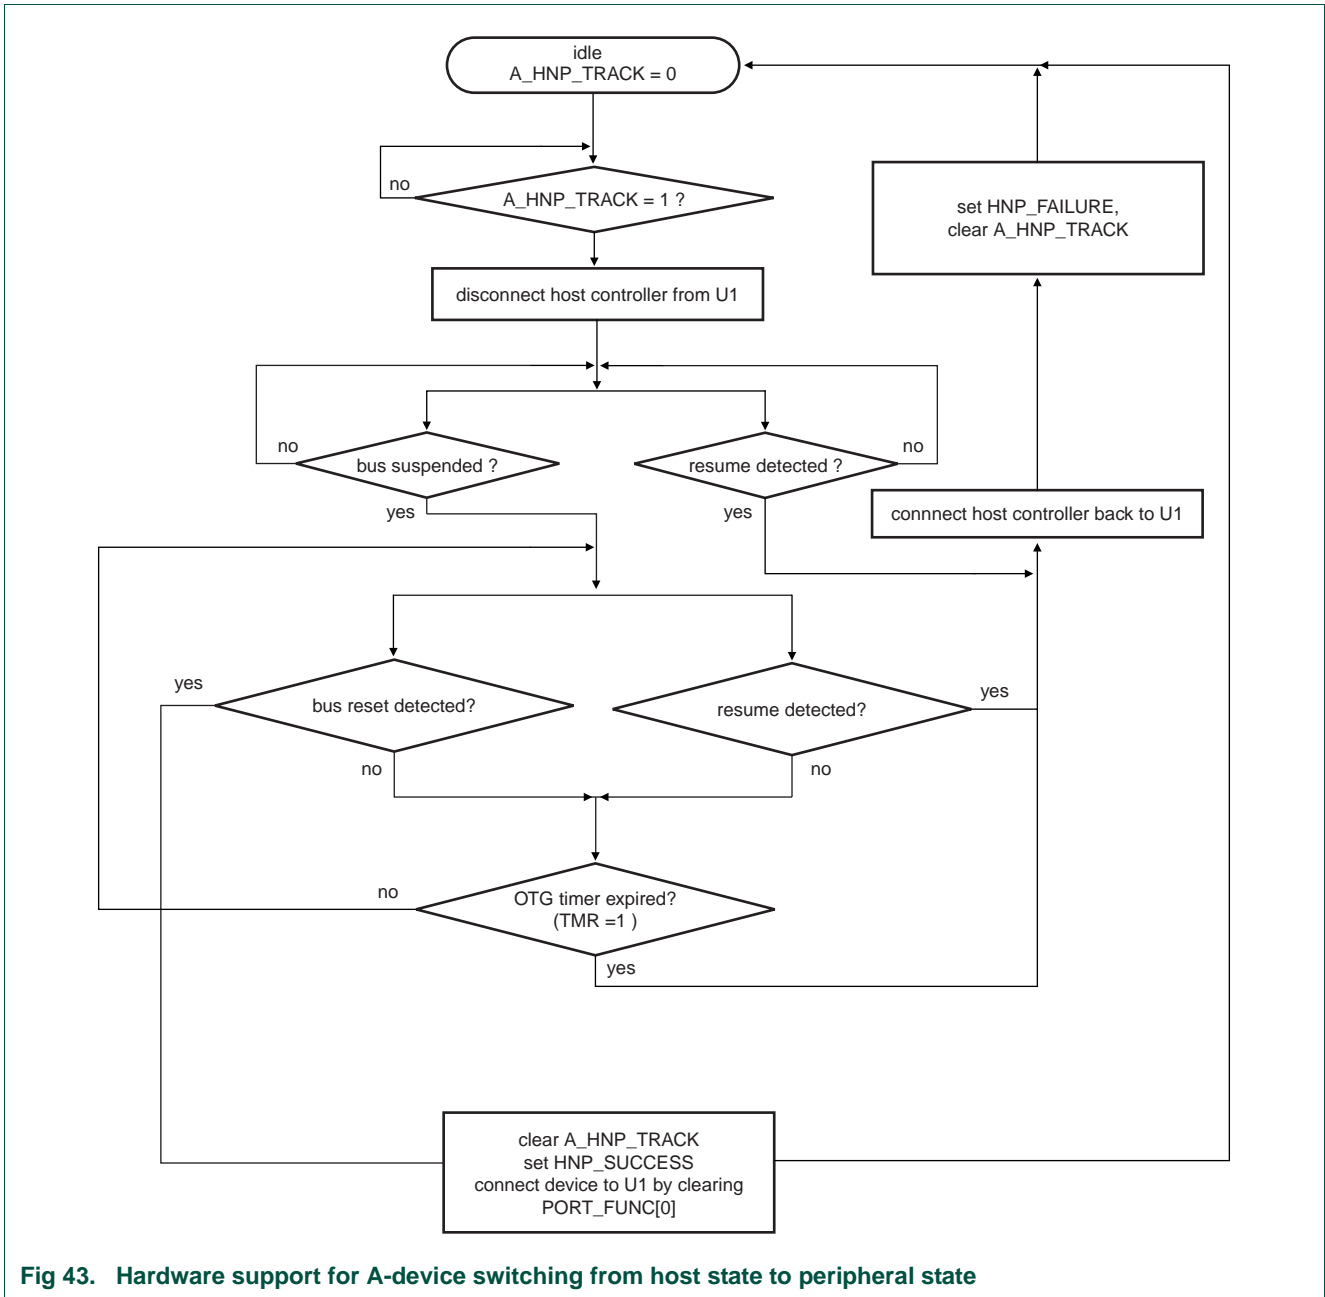 idle
A_HNP_TRACK = 0
no
A_HNP_TRACK = 1 ?
set HNP_FAILURE,
clear A_HNP_TRACK
disconnect host controller from U1
no
bus suspended ?
resume detected ?
no
yes
yes
connnect host controller back to U1
yes
bus reset detected?
resume detected?
yes
no
no
no
OTG timer expired?
(TMR =1 )
yes
clear A_HNP_TRACK
set HNP_SUCCESS
connect device to U1 by clearing
PORT_FUNC[0]
Fig 43. Hardware support for A-device switching from host state to peripheral state